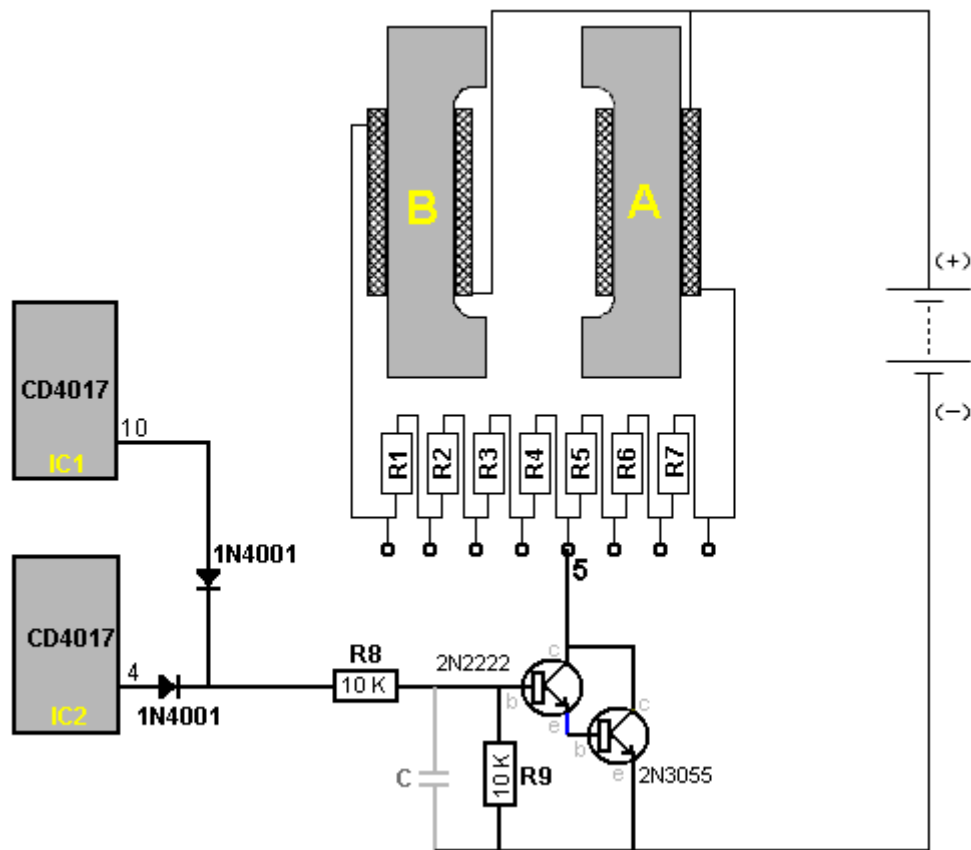 B
A
(+)
(-)
CD4017
10
IC1
R1
R2
R3
R4
R5
R6
R7
1N4001
5
CD4017
4
IC2
1N4001
R8
10 K
2N2222
c
b
e
c
b
e
2N3055
C
10 K
R9